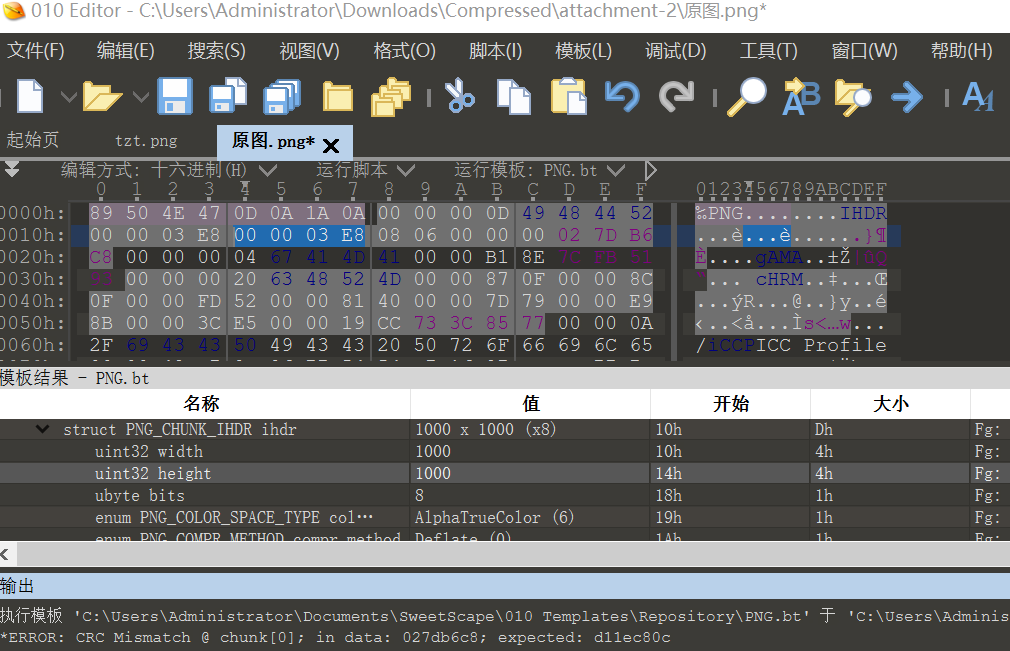 010 Editor - C:\Users\Administrator\Downloads\Compressed\attachment-2\原图.png*
文件(F) 编辑(E) 搜索(S) 视图(V) 格式(O) 脚本(I) 模板(L) 调试(D) 工具(T) 窗口(W) 帮助(H)
起始页 tzt.png 原图.png*
编辑方式: 十六进制(H) 运行脚本 运行模板: PNG.bt
0 1 2 3 4 5 6 7 8 9 A B C D E F 0123456789ABCDEF
0000h: 89 50 4E 47 0D 0A 1A 0A 00 00 00 0D 49 48 44 52 ‰PNG........IHDR
0010h: 00 00 03 E8 00 00 03 E8 08 06 00 00 00 02 7D B6 ...è...è......}¶
0020h: C8 00 00 00 04 67 41 4D 41 00 00 B1 8E 7C FB 51 È....gAMA..±Ž|ûQ
0030h: 93 00 00 00 20 63 48 52 4D 00 00 87 0F 00 00 8C “... cHRM..‡...Œ
0040h: 0F 00 00 FD 52 00 00 81 40 00 00 7D 79 00 00 E9 ...ýR...@..}y..é
0050h: 8B 00 00 3C E5 00 00 19 CC 73 3C 85 77 00 00 0A ‹..<å...Ìs<…w...
0060h: 2F 69 43 43 50 49 43 43 20 50 72 6F 66 69 6C 65 /iCCPICC Profile
模板结果 - PNG.bt
名称 值 开始 大小
struct PNG_CHUNK_IHDR ihdr 1000 x 1000 (x8) 10h Dh Fg:
uint32 width 1000 10h 4h Fg:
uint32 height 1000 14h 4h Fg:
ubyte bits 8 18h 1h Fg:
enum PNG_COLOR_SPACE_TYPE col… AlphaTrueColor (6) 19h 1h Fg:
enum PNG_COMPR_METHOD compr_method Deflate (0) 1Ah 1h Fg:
输出
执行模板 'C:\Users\Administrator\Documents\SweetScape\010 Templates\Repository\PNG.bt' 于 'C:\Users\Adminis
*ERROR: CRC Mismatch @ chunk[0]; in data: 027db6c8; expected: d11ec80c